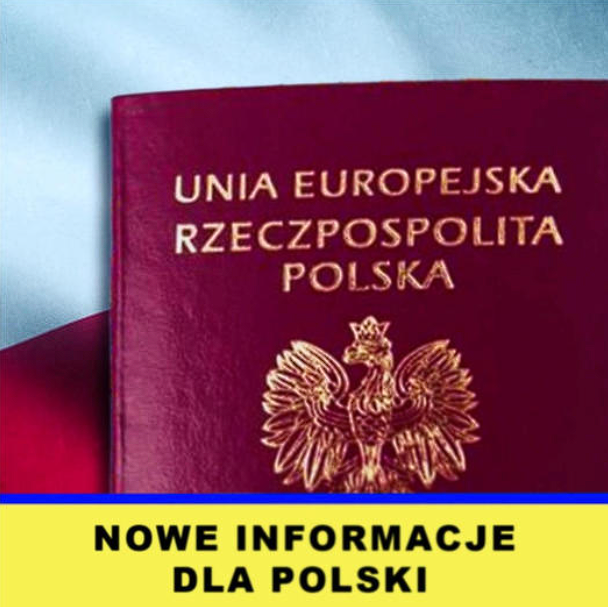 UNIA EUROPEJSKA
RZECZPOSPOLITA
POLSKA
NOWE INFORMACJE
DLA POLSKI